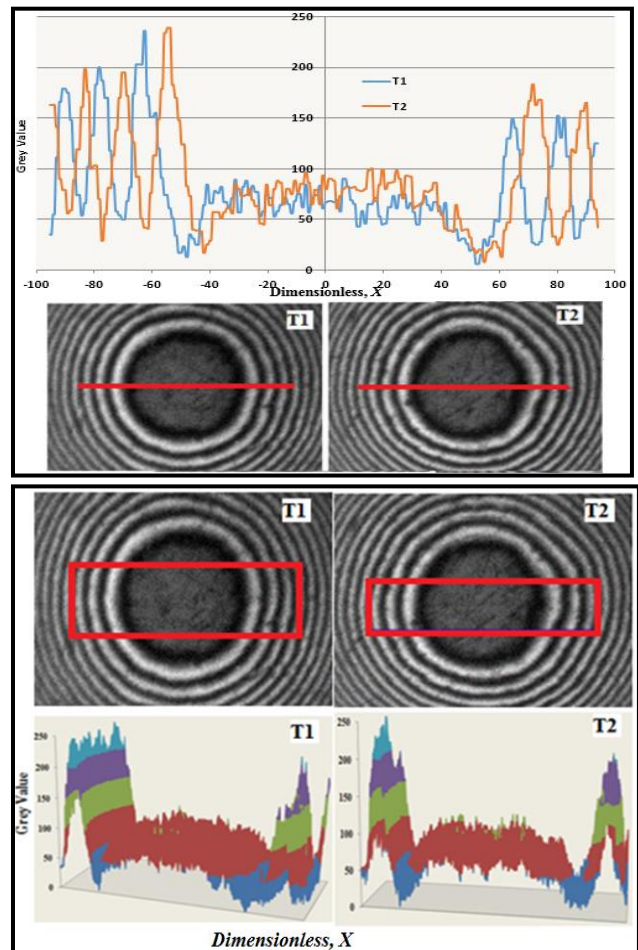 250
200
T1
150
T2
Grey Value
100
50
0
-100 -80 -60 -40 -20 0 20 40 60 80 100
Dimensionless, X
T1 T2
T1 T2
T1 T2
250 250
200 200
150 150
100 100
50 50
0 0
Grey Value
Dimensionless, X